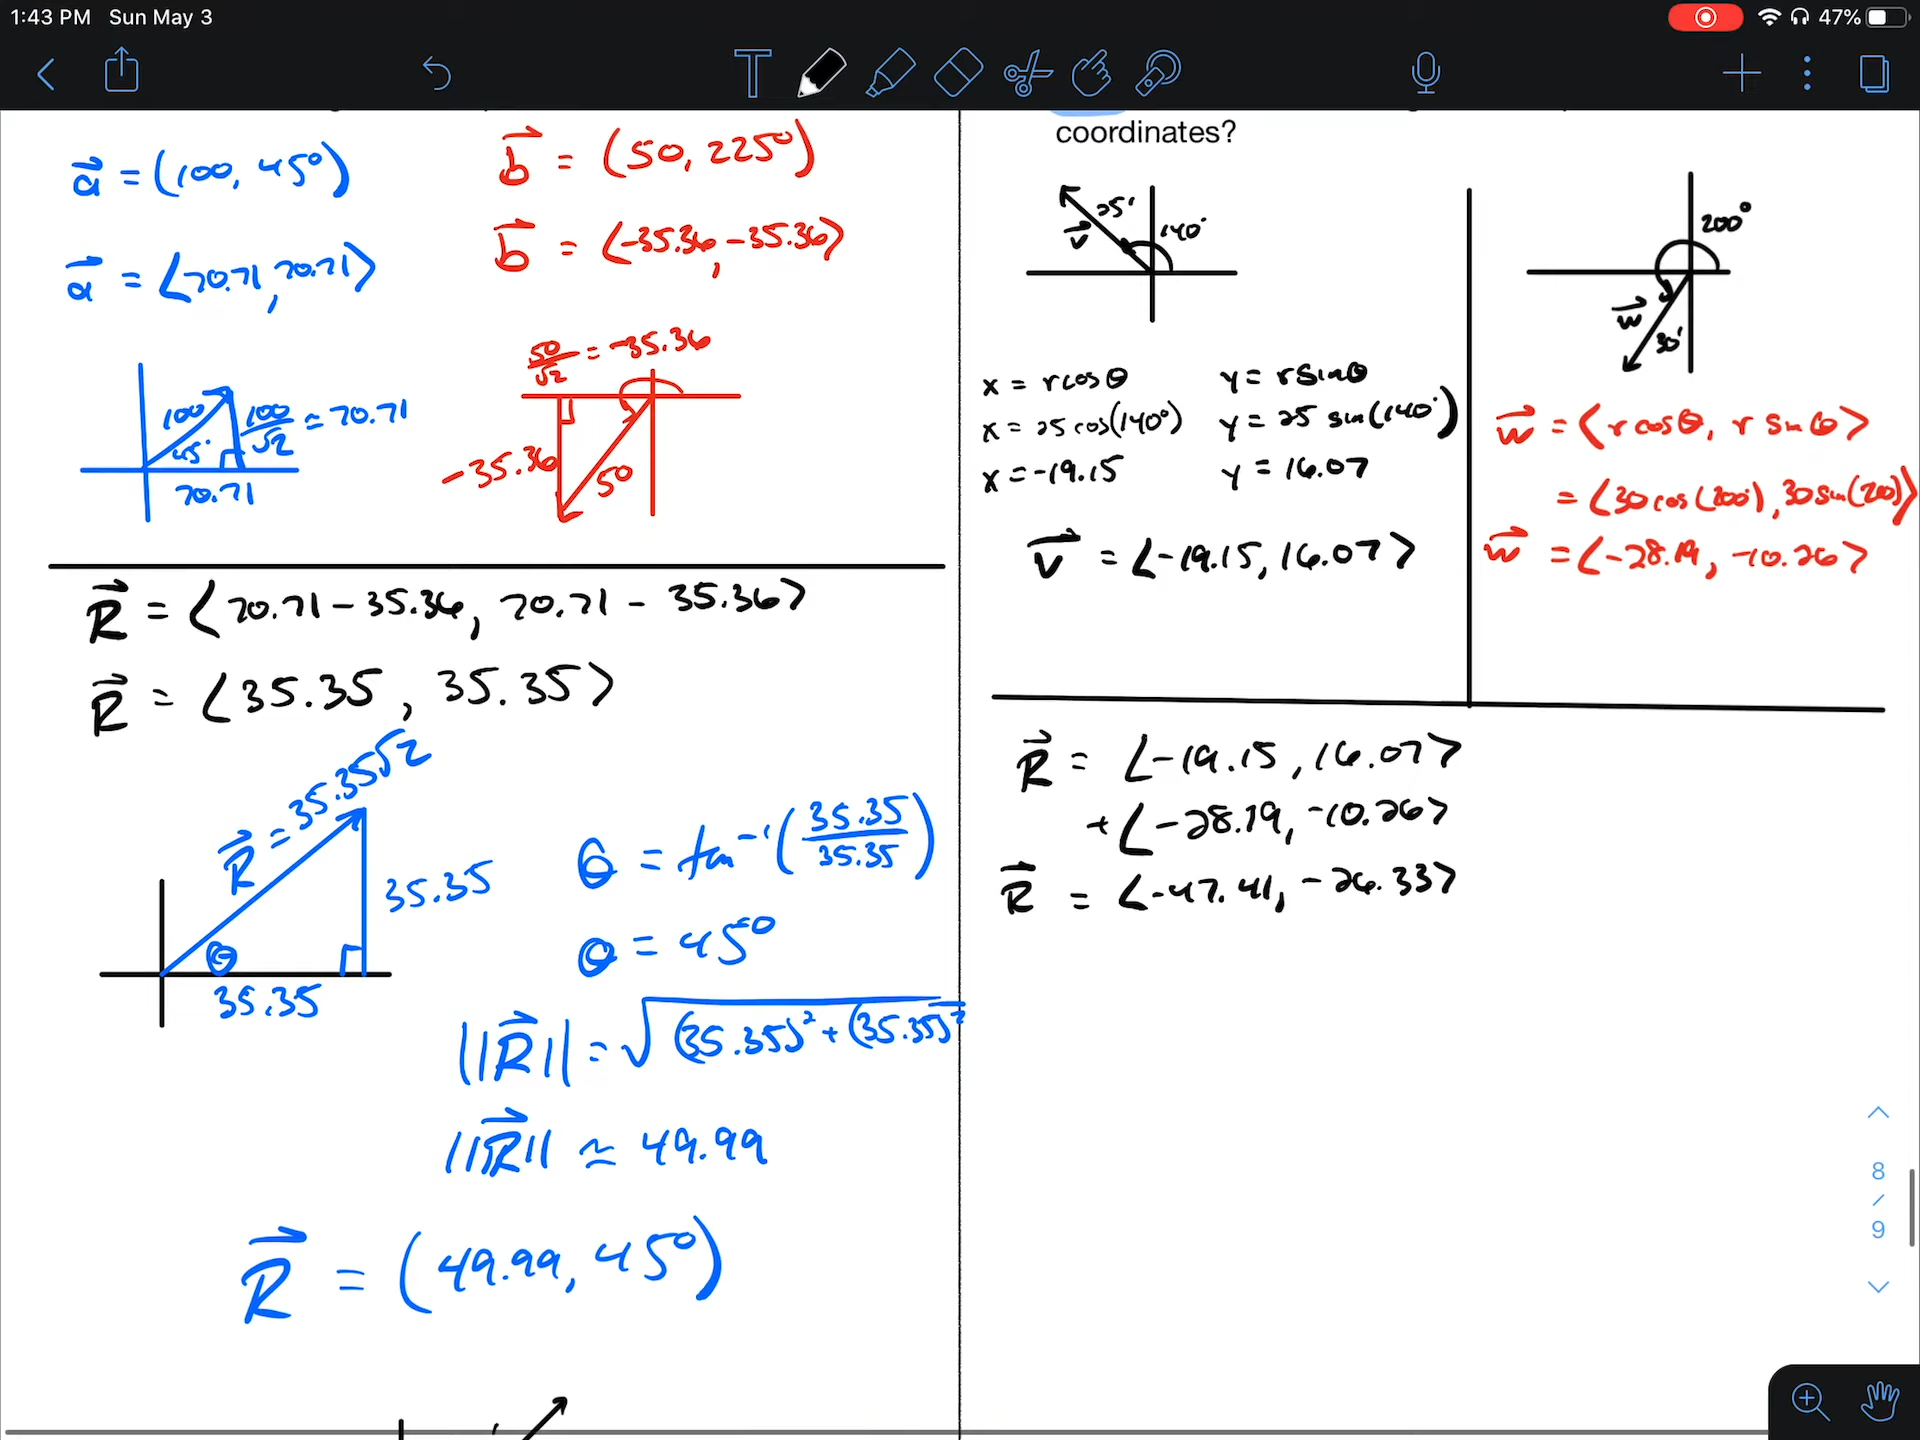 1:43 PM Sun May 3
47%
a = (100, 45°)
a = ⟨70.71, 70.71⟩
100
45°
100/√2 ≈ 70.71
70.71
b = (50, 225°)
b = ⟨-35.36, -35.36⟩
50/√2 = -35.36
-35.36
50
R = ⟨70.71 - 35.36, 70.71 - 35.36⟩
R = ⟨35.35, 35.35⟩
R = 35.35√2
35.35
θ
35.35
θ = tan⁻¹(35.35/35.35)
θ = 45°
||R|| = √(35.35)² + (35.35)²
||R|| ≈ 49.99
R = (49.99, 45°)
coordinates?
25'
v
140°
x = rcosθ y = rsinθ
x = 25 cos(140°) y = 25 sin(140°)
x = -19.15 y = 16.07
v = ⟨-19.15, 16.07⟩
200°
w
30'
w = ⟨r cosθ, r sinθ⟩
= ⟨30 cos(200°), 30 sin(200)⟩
w = ⟨-28.19, -10.26⟩
R = ⟨-19.15, 16.07⟩
+ ⟨-28.19, -10.26⟩
R = ⟨-47.41, -26.33⟩
8
/
9